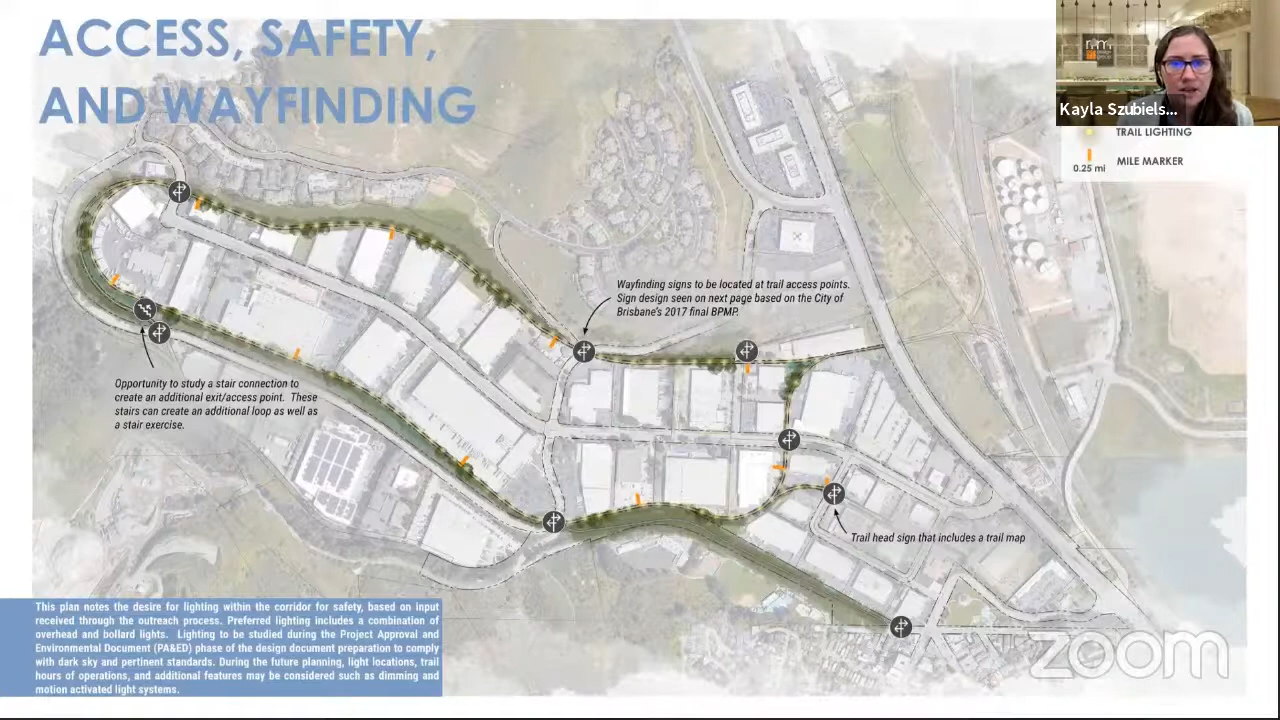 ACCESS, SAFETY,
AND WAYFINDING
Kayla Szubiels...
TRAIL LIGHTING
MILE MARKER
0.25 mi
Wayfinding signs to be located at trail access points.
Sign design seen on next page based on the City of
Brisbane's 2017 final BPMP.
Opportunity to study a stair connection to
create an additional exit/access point. These
stairs can create an additional loop as well as
a stair exercise.
Trail head sign that includes a trail map
This plan notes the desire for lighting within the corridor for safety, based on input
received through the outreach process. Preferred lighting includes a combination of
overhead and bollard lights. Lighting to be studied during the Project Approval and
Environmental Document (PA&ED) phase of the design document preparation to comply
with dark sky and pertinent standards. During the future planning, light locations, trail
hours of operations, and additional features may be considered such as dimming and
motion activated light systems.
zoom